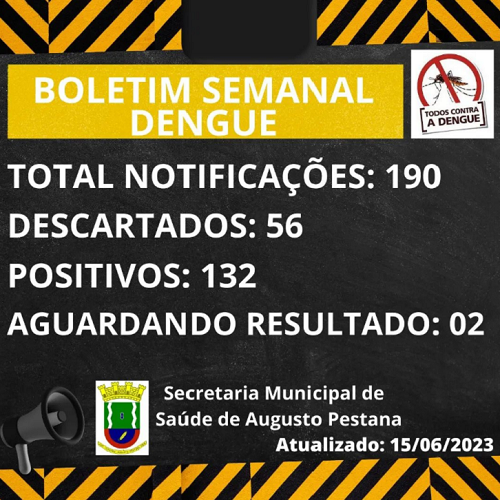 BOLETIM SEMANAL
DENGUE
TODOS CONTRA
A DENGUE
TOTAL NOTIFICAÇÕES: 190
DESCARTADOS: 56
POSITIVOS: 132
AGUARDANDO RESULTADO: 02
Secretaria Municipal de
Saúde de Augusto Pestana
Atualizado: 15/06/2023